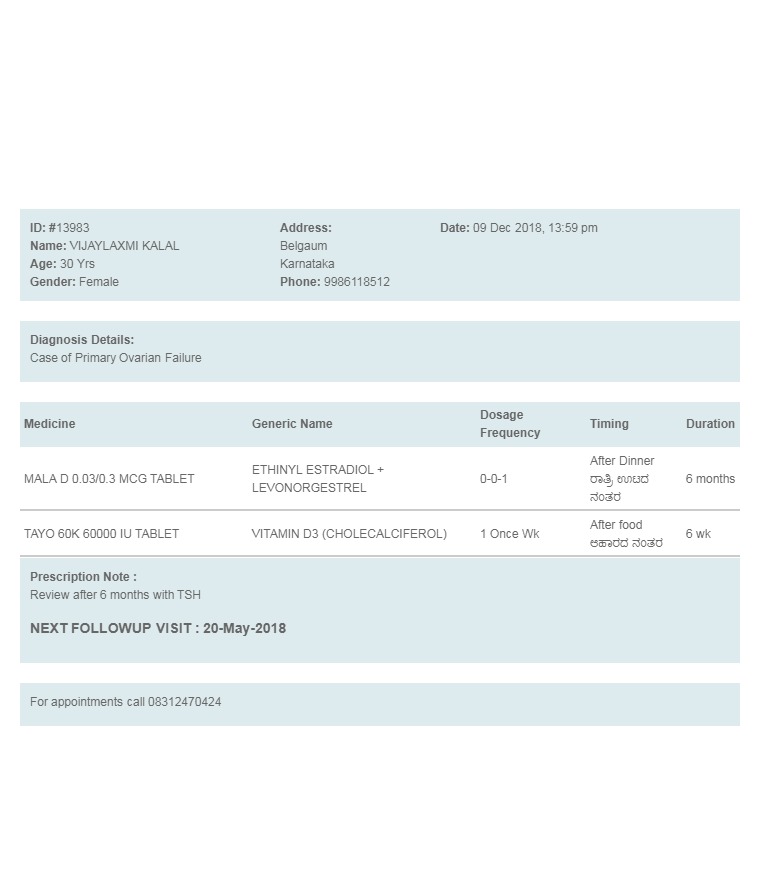 ID: #13983
Name: VIJAYLAXMI KALAL
Age: 30 Yrs
Gender: Female
Address:
Belgaum
Karnataka
Phone: 9986118512
Date: 09 Dec 2018, 13:59 pm
Diagnosis Details:
Case of Primary Ovarian Failure
Medicine Generic Name Dosage Frequency Timing Duration
MALA D 0.03/0.3 MCG TABLET
ETHINYL ESTRADIOL +
LEVONORGESTREL
0-0-1
After Dinner
ರಾತ್ರಿ ಊಟದ
ನಂತರ
6 months
TAYO 60K 60000 IU TABLET
VITAMIN D3 (CHOLECALCIFEROL)
1 Once Wk
After food
ಆಹಾರದ ನಂತರ
6 wk
Prescription Note :
Review after 6 months with TSH
NEXT FOLLOWUP VISIT : 20-May-2018
For appointments call 08312470424